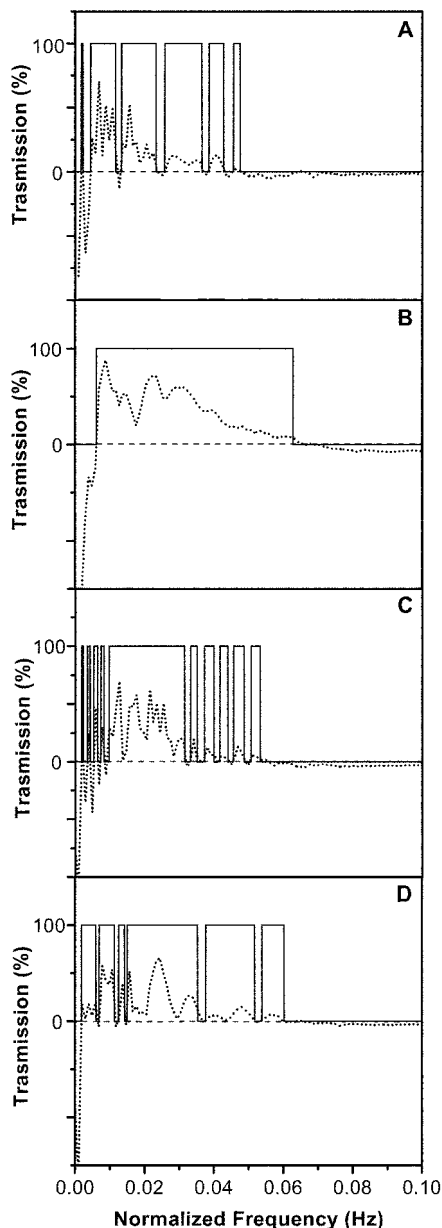 A
100
0
Trasmission (%)
B
100
0
Trasmission (%)
C
100
0
Trasmission (%)
D
100
0
Trasmission (%)
0.00 0.02 0.04 0.06 0.08 0.10
Normalized Frequency (Hz)